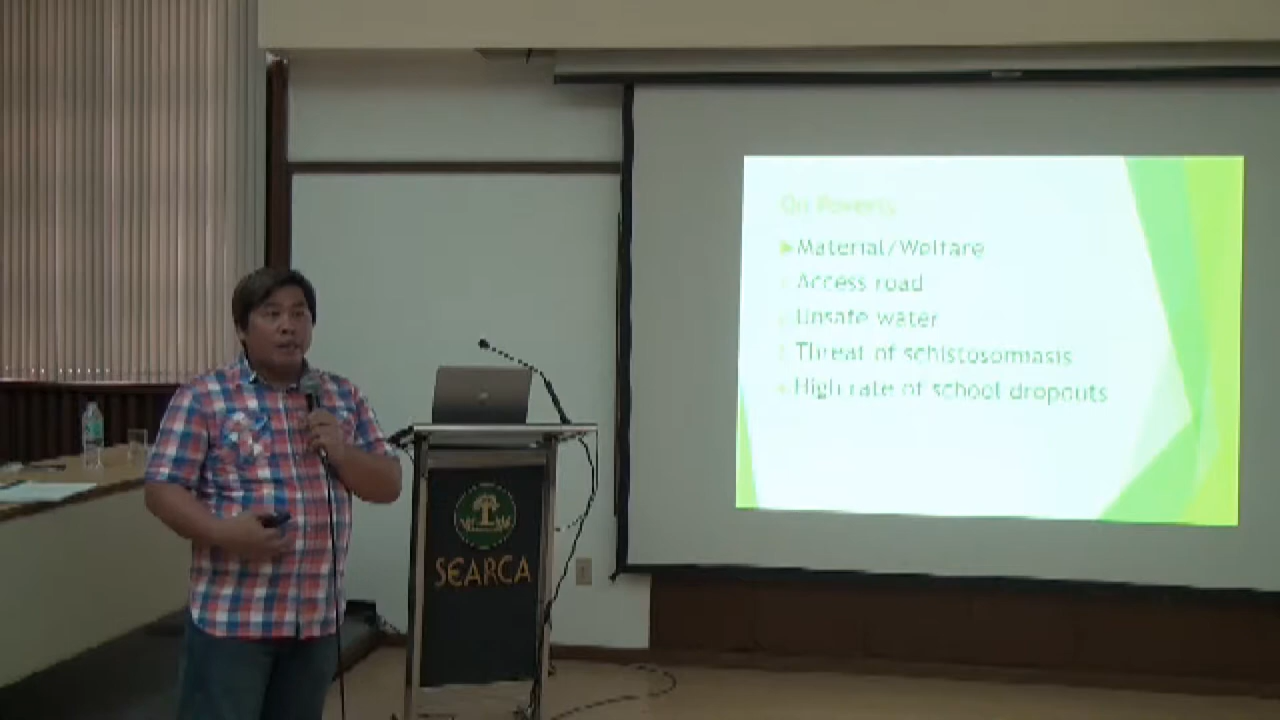 On Poverty
Material/Welfare
Access road
Unsafe water
Threat of schistosomiasis
High rate of school dropouts
SEARCA